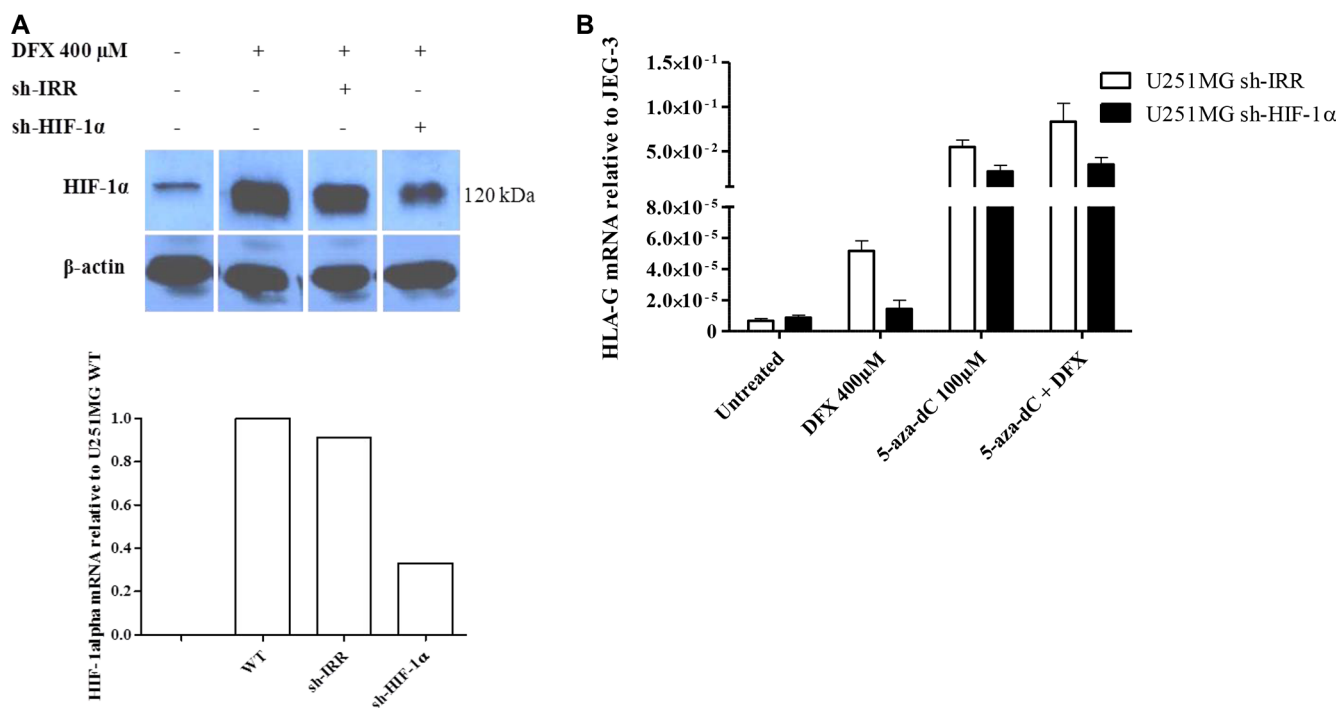 A
DFX 400 µM - + + +
sh-IRR - - + -
sh-HIF-1α - - - +
HIF-1α
120 kDa
β-actin
HIF-1alpha mRNA relative to U251MG WT
1.0
0.8
0.6
0.4
0.2
0.0
WT
sh-IRR
sh-HIF-1α
B
HLA-G mRNA relative to JEG-3
1.5×10⁻¹
1.0×10⁻¹
5.0×10⁻²
8.0×10⁻⁵
6.0×10⁻⁵
4.0×10⁻⁵
2.0×10⁻⁵
0
U251MG sh-IRR
U251MG sh-HIF-1α
Untreated
DFX 400µM
5-aza-dC 100µM
5-aza-dC + DFX